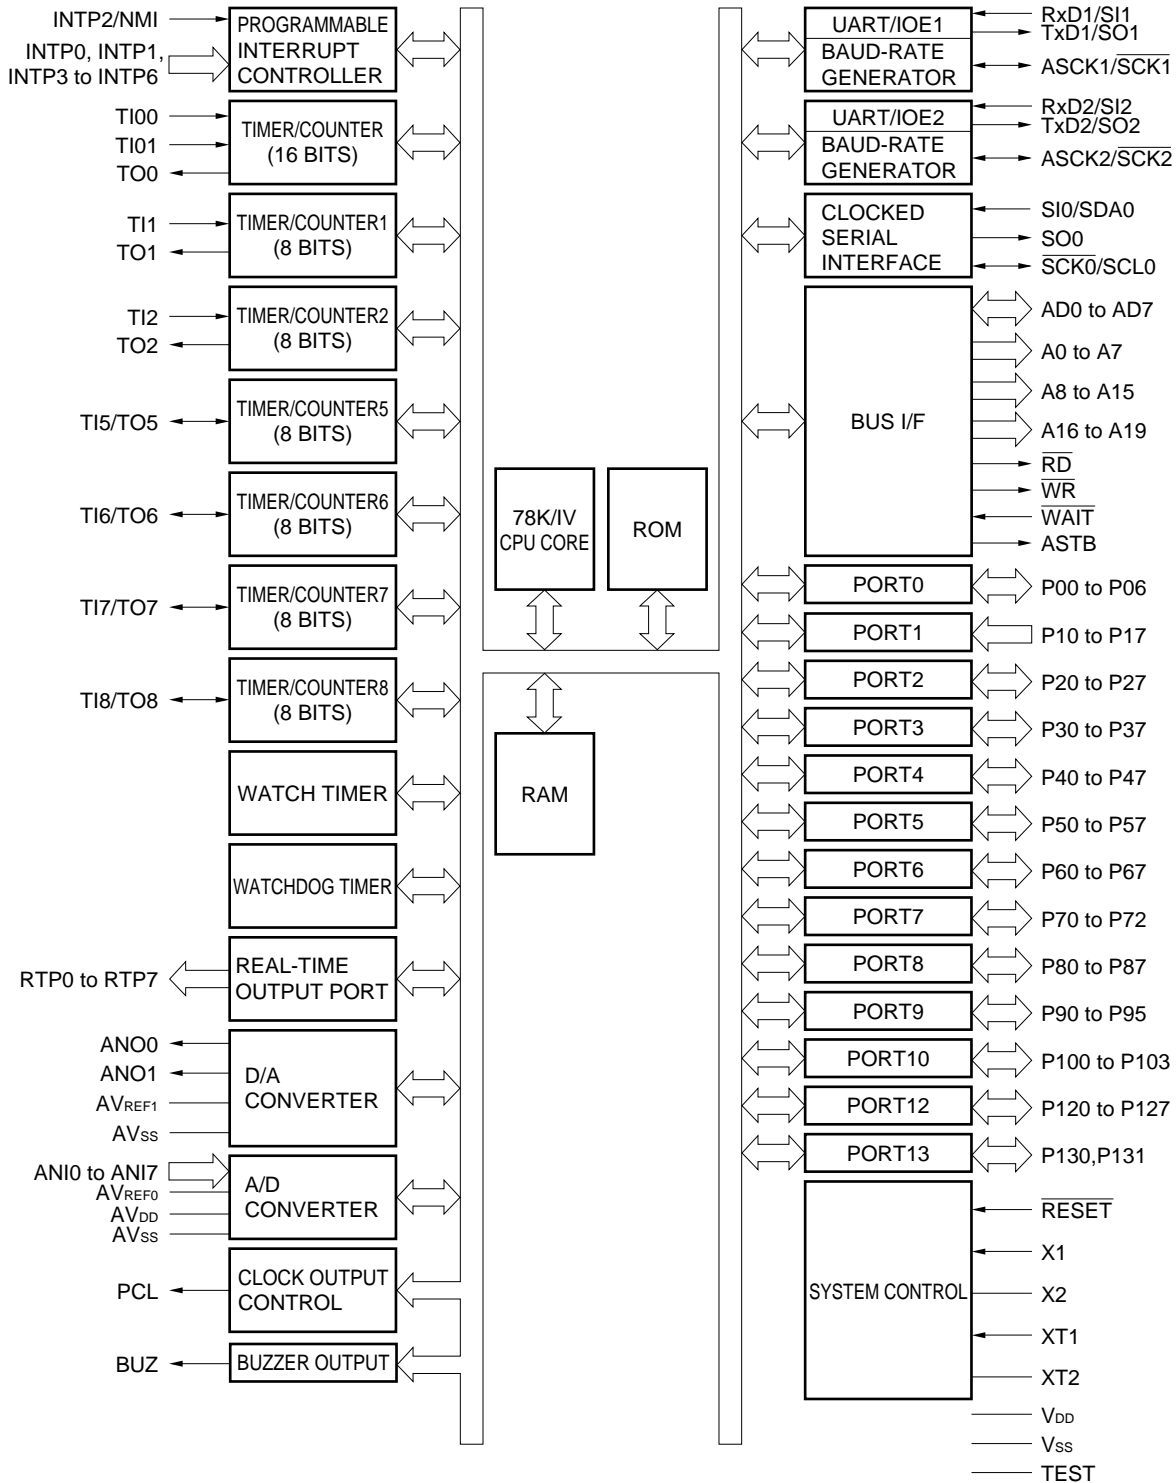 INTP2/NMI
INTP0, INTP1,
INTP3 to INTP6
PROGRAMMABLE
INTERRUPT
CONTROLLER
TI00
TI01
TO0
TIMER/COUNTER
(16 BITS)
TI1
TO1
TIMER/COUNTER1
(8 BITS)
TI2
TO2
TIMER/COUNTER2
(8 BITS)
TI5/TO5
TIMER/COUNTER5
(8 BITS)
TI6/TO6
TIMER/COUNTER6
(8 BITS)
TI7/TO7
TIMER/COUNTER7
(8 BITS)
TI8/TO8
TIMER/COUNTER8
(8 BITS)
WATCH TIMER
WATCHDOG TIMER
RTP0 to RTP7
REAL-TIME
OUTPUT PORT
ANO0
ANO1
AVREF1
AVSS
D/A
CONVERTER
ANI0 to ANI7
AVREF0
AVDD
AVSS
A/D
CONVERTER
PCL
CLOCK OUTPUT
CONTROL
BUZ
BUZZER OUTPUT
78K/IV
CPU CORE
ROM
RAM
UART/IOE1
BAUD-RATE
GENERATOR
RxD1/SI1
TxD1/SO1
ASCK1/SCK1
UART/IOE2
BAUD-RATE
GENERATOR
RxD2/SI2
TxD2/SO2
ASCK2/SCK2
CLOCKED
SERIAL
INTERFACE
SI0/SDA0
SO0
SCK0/SCL0
BUS I/F
AD0 to AD7
A0 to A7
A8 to A15
A16 to A19
RD
WR
WAIT
ASTB
PORT0
P00 to P06
PORT1
P10 to P17
PORT2
P20 to P27
PORT3
P30 to P37
PORT4
P40 to P47
PORT5
P50 to P57
PORT6
P60 to P67
PORT7
P70 to P72
PORT8
P80 to P87
PORT9
P90 to P95
PORT10
P100 to P103
PORT12
P120 to P127
PORT13
P130,P131
SYSTEM CONTROL
RESET
X1
X2
XT1
XT2
VDD
VSS
TEST